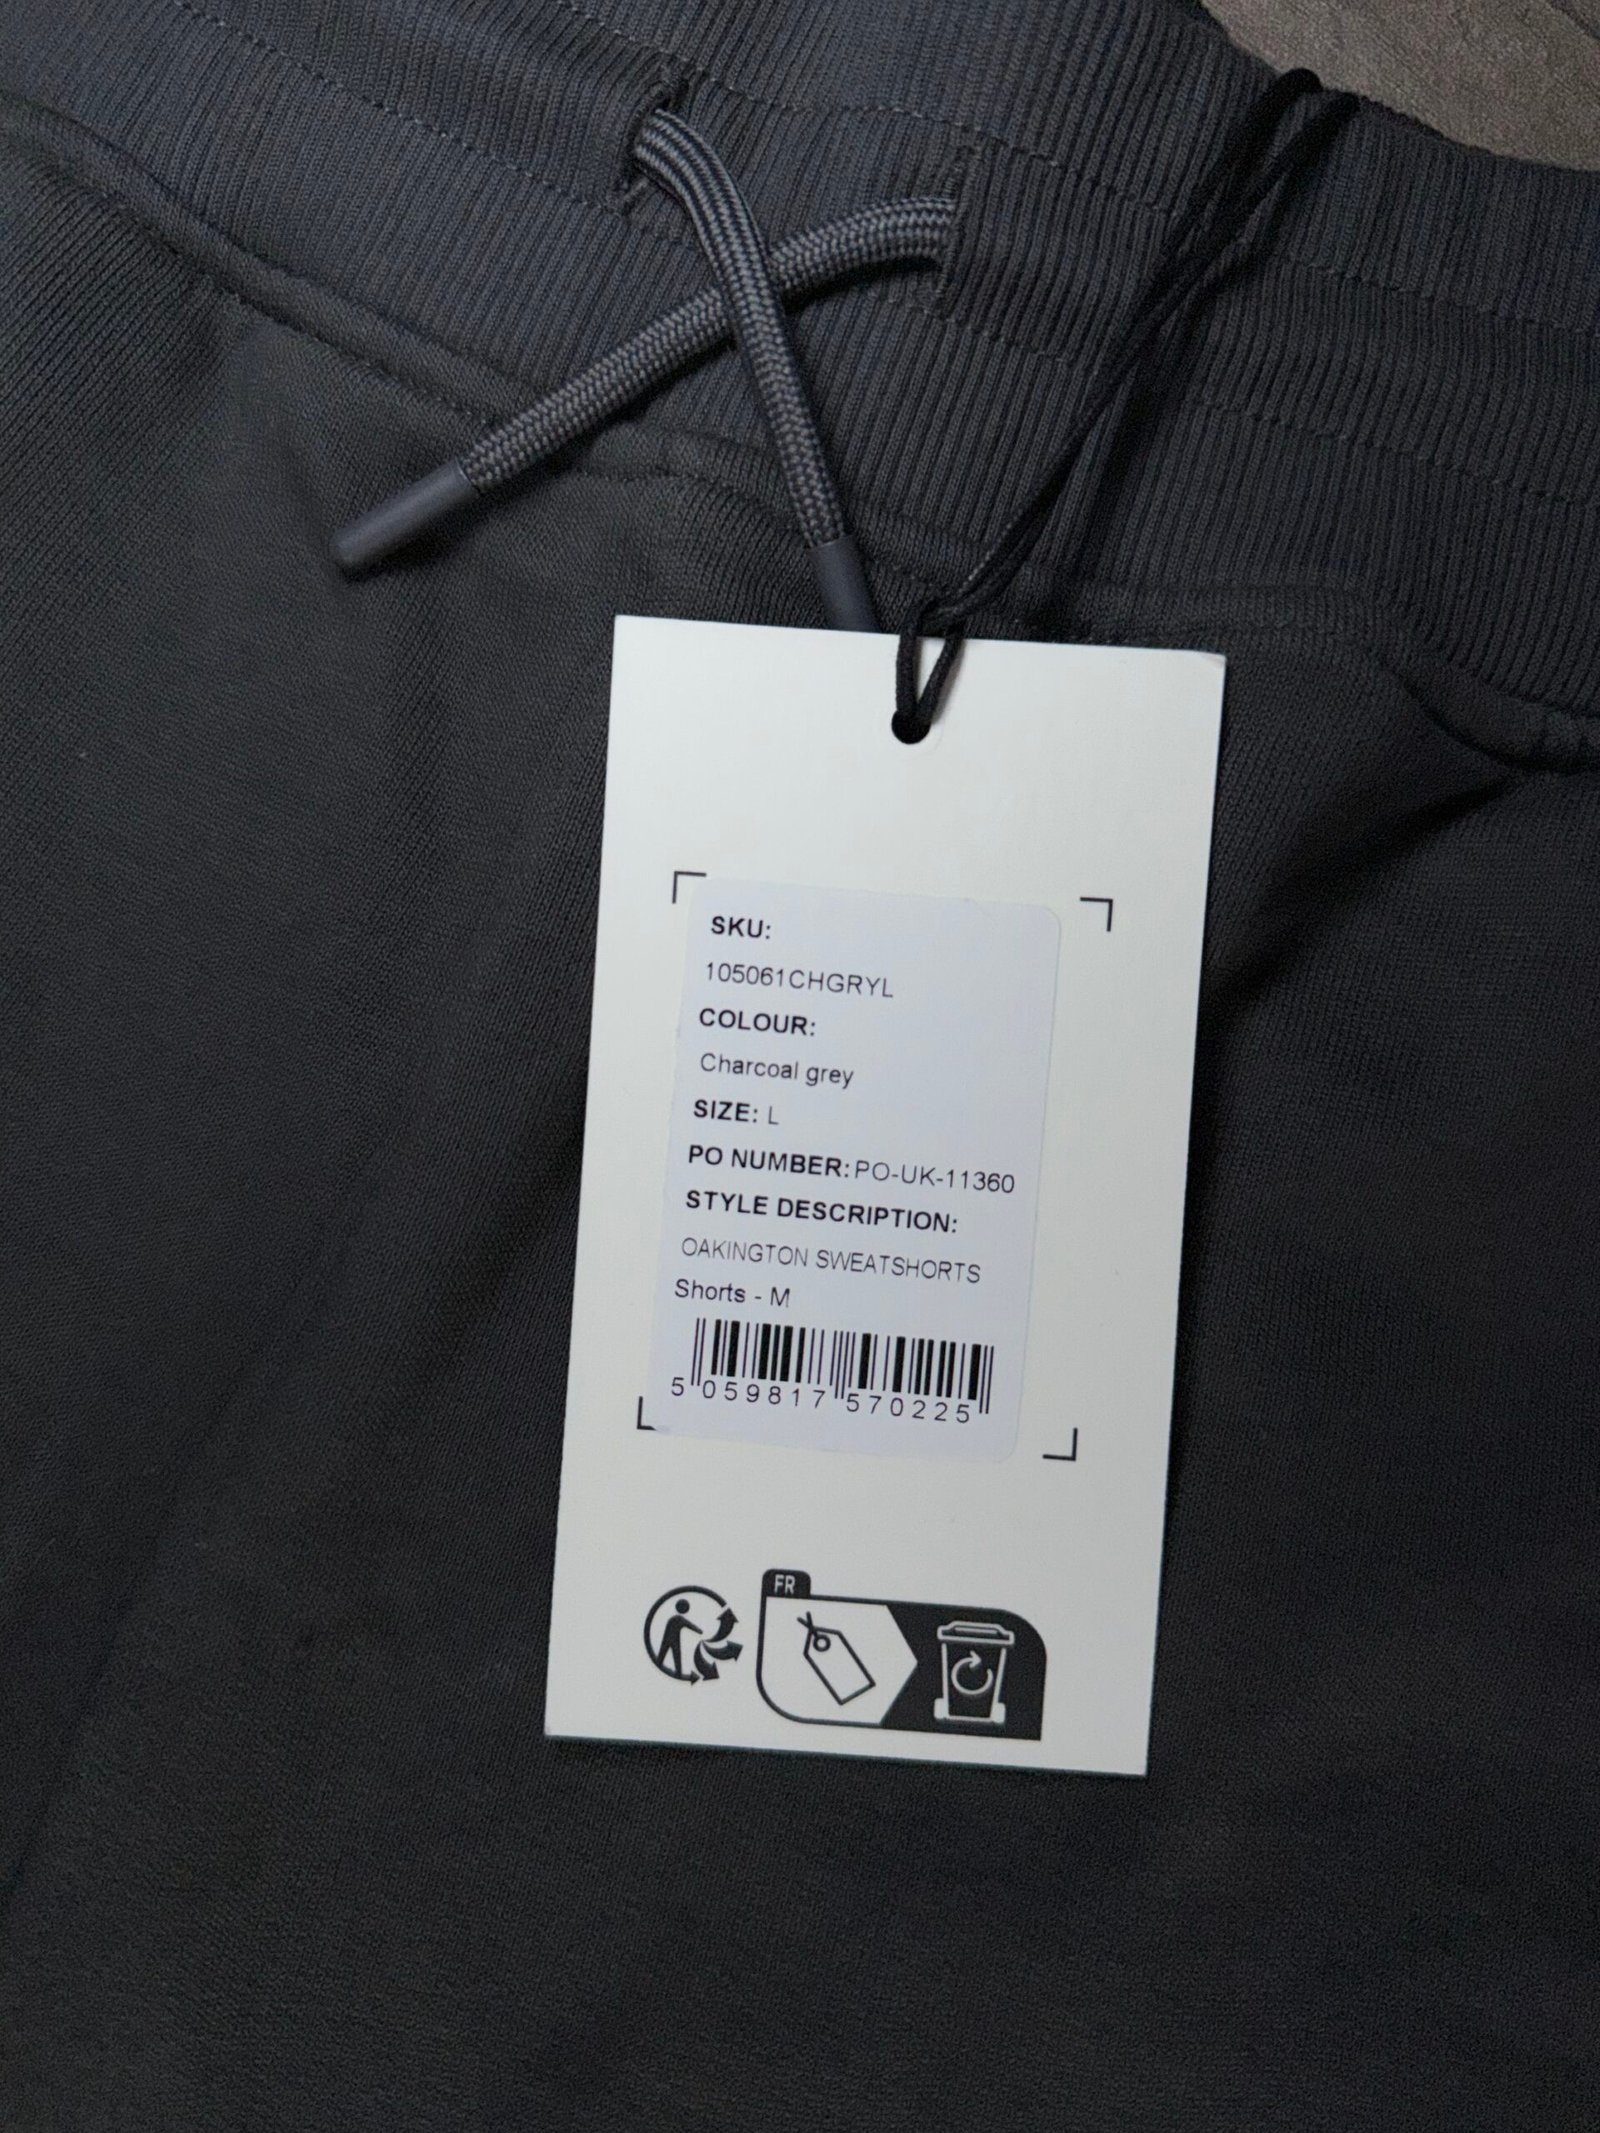 SKU:
105061CHGRYL
COLOUR:
Charcoal grey
SIZE: L
PO NUMBER: PO-UK-11360
STYLE DESCRIPTION:
OAKINGTON SWEATSHORTS
Shorts - M
5 059817 570225
FR